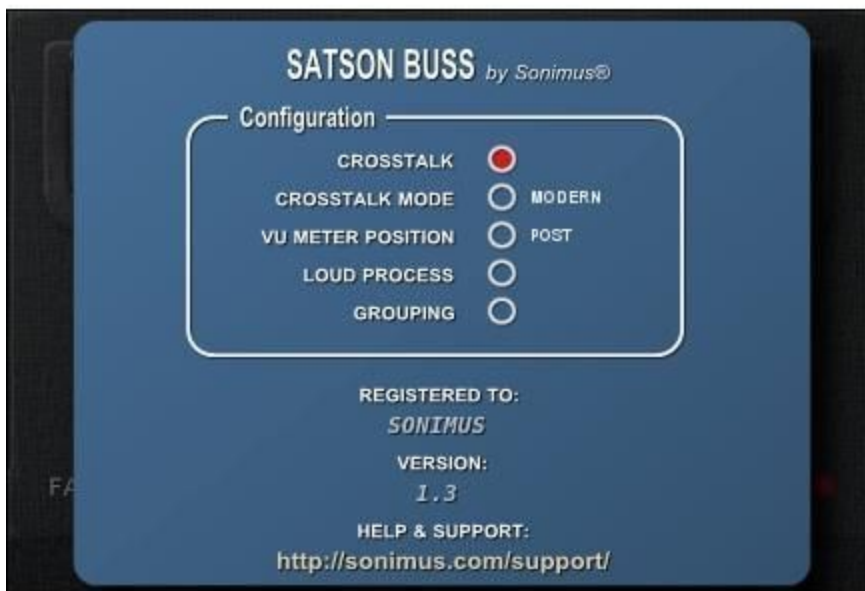 SATSON BUSS by Sonimus®
Configuration
CROSSTALK
CROSSTALK MODE MODERN
VU METER POSITION POST
LOUD PROCESS
GROUPING
REGISTERED TO:
SONIMUS
VERSION:
1.3
FA
HELP & SUPPORT:
http://sonimus.com/support/